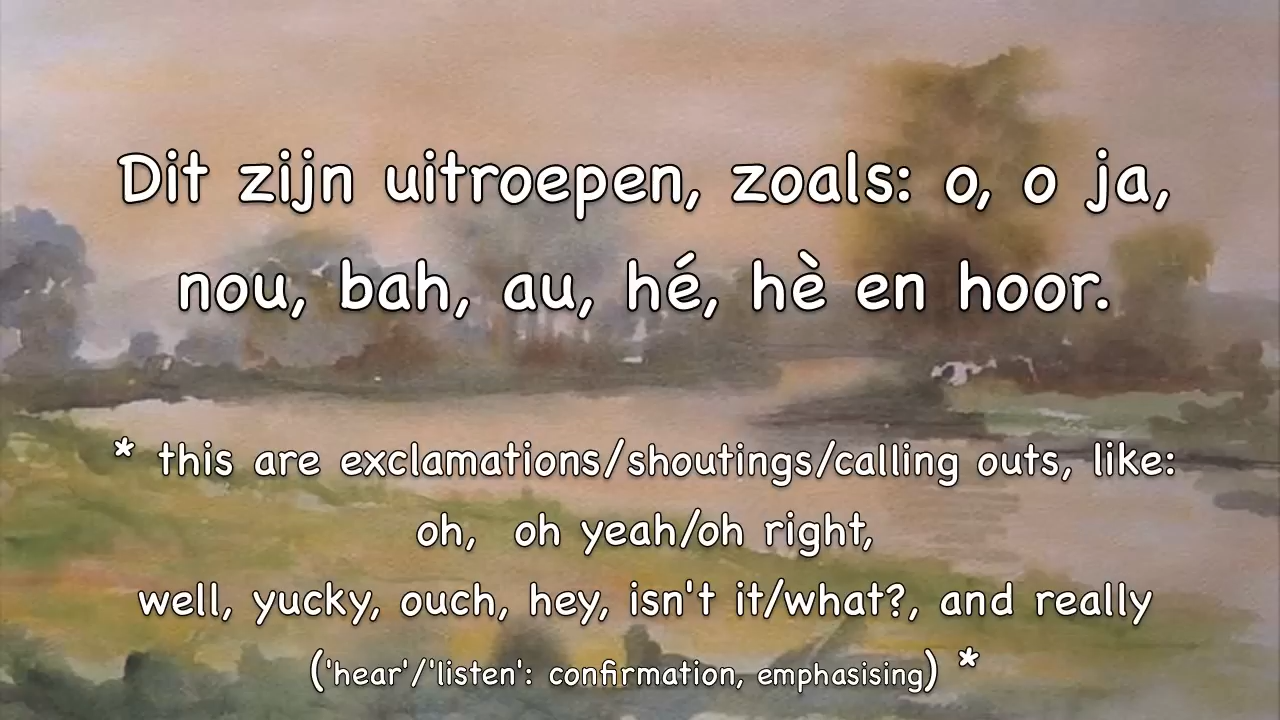 Dit zijn uitroepen, zoals: o, o ja,
nou, bah, au, hé, hè en hoor.
* this are exclamations/shoutings/calling outs, like:
oh, oh yeah/oh right,
well, yucky, ouch, hey, isn't it/what?, and really
('hear'/'listen': confirmation, emphasising) *